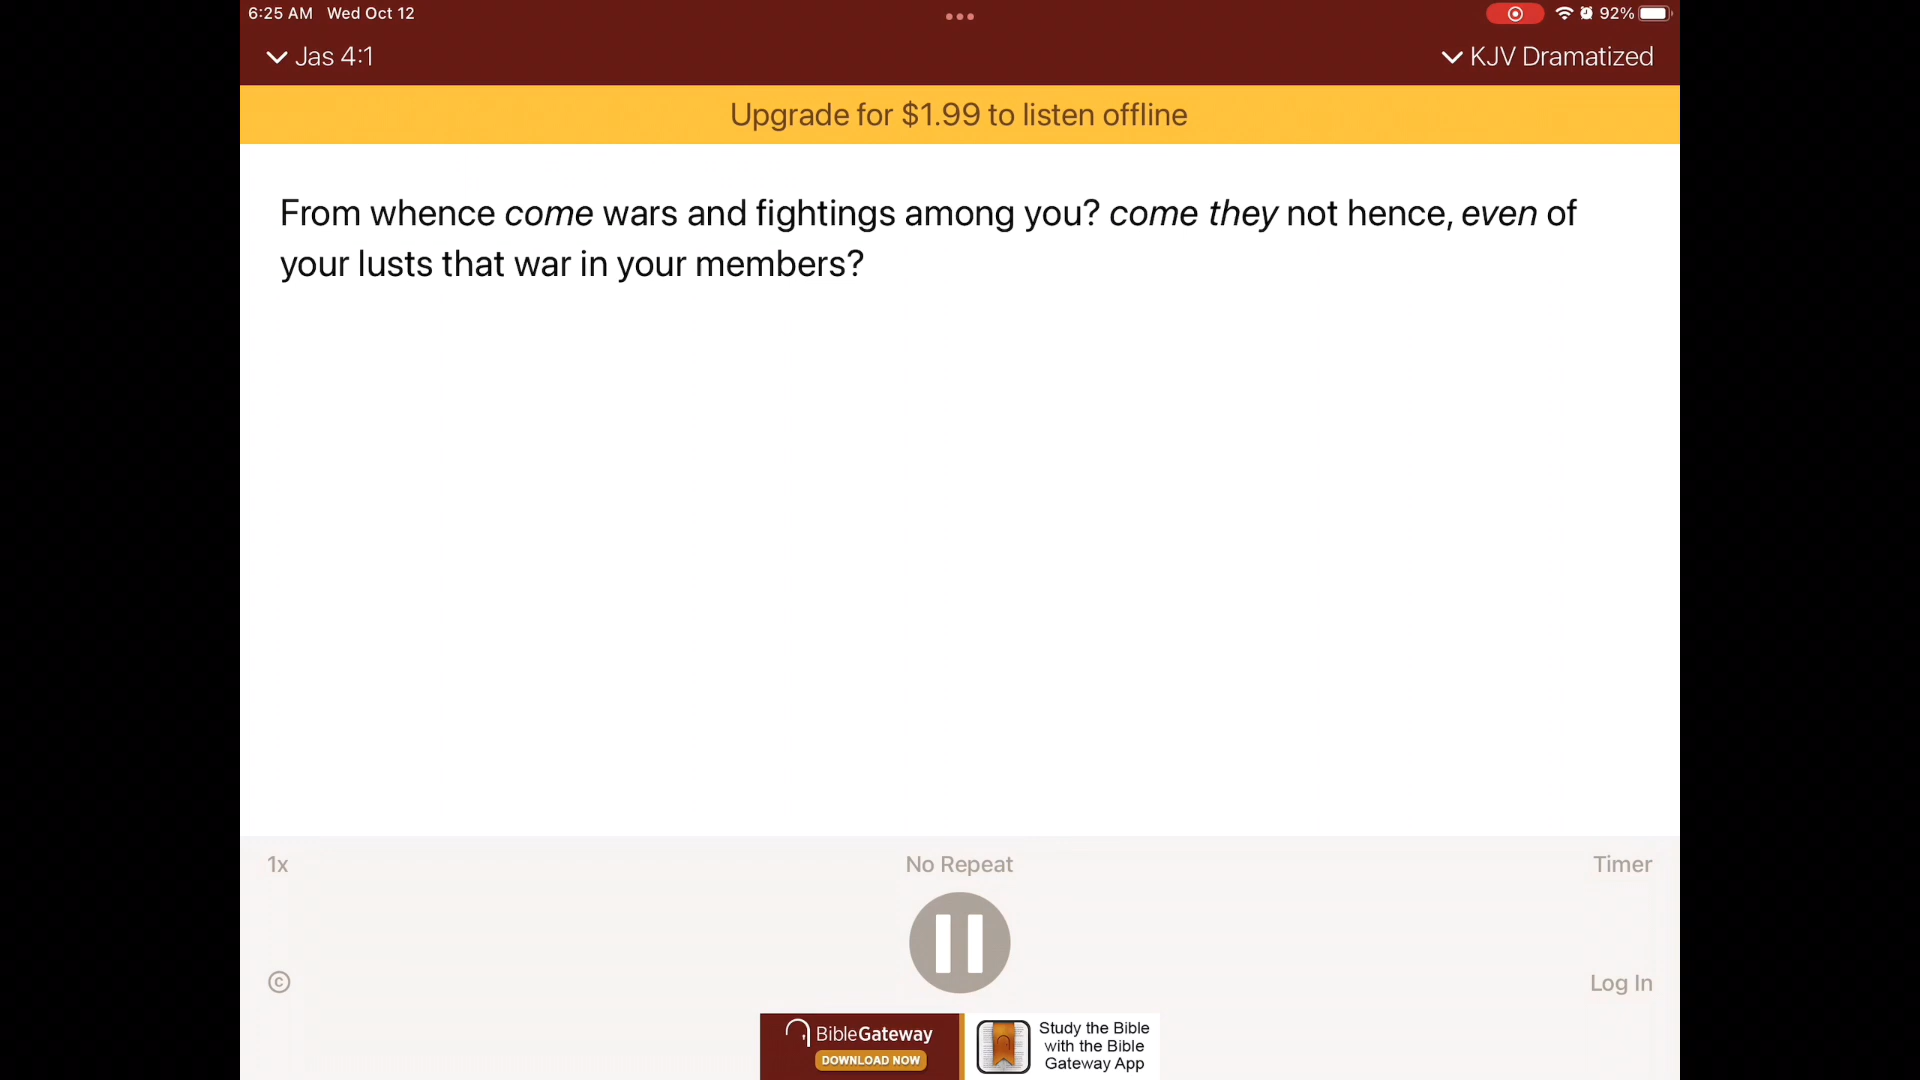 6:25 AM Wed Oct 12
92%
Jas 4:1
KJV Dramatized
Upgrade for $1.99 to listen offline
From whence come wars and fightings among you? come they not hence, even of
your lusts that war in your members?
1x
No Repeat
Timer
©
Log In
BibleGateway
DOWNLOAD NOW
Study the Bible
with the Bible
Gateway App